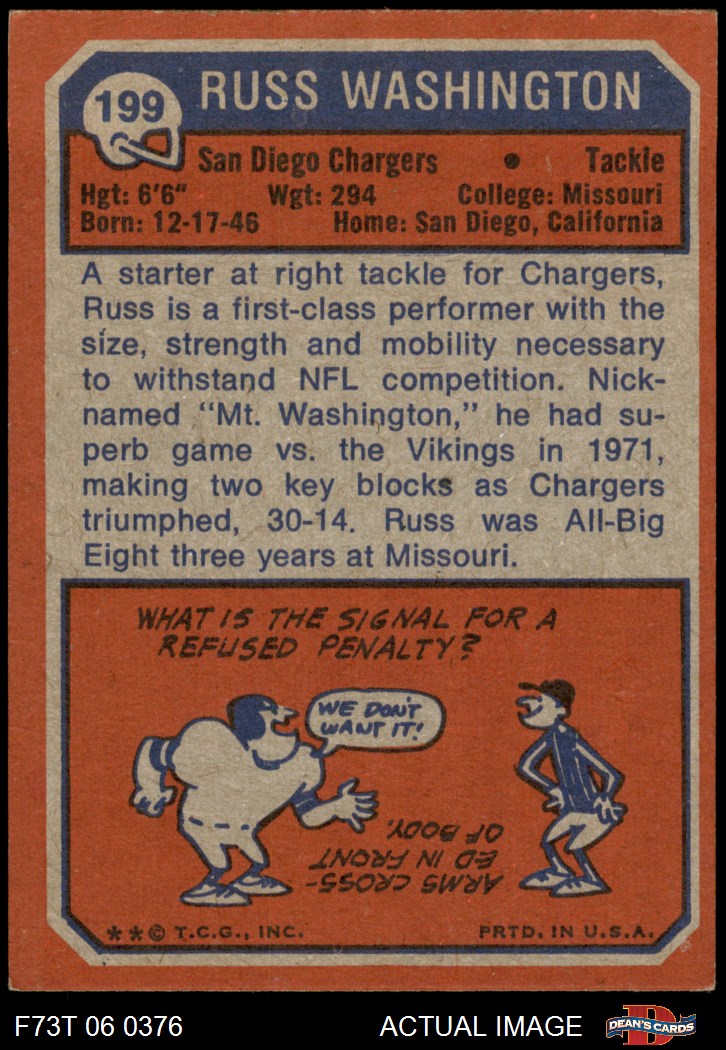 199
RUSS WASHINGTON
San Diego Chargers • Tackle
Hgt: 6'6" Wgt: 294 College: Missouri
Born: 12-17-46 Home: San Diego, California
A starter at right tackle for Chargers,
Russ is a first-class performer with the
size, strength and mobility necessary
to withstand NFL competition. Nick-
named "Mt. Washington," he had su-
perb game vs. the Vikings in 1971,
making two key blocks as Chargers
triumphed, 30-14. Russ was All-Big
Eight three years at Missouri.
WHAT IS THE SIGNAL FOR A
REFUSED PENALTY?
WE DON'T
WANT IT!
ARMS CROSS-
ED IN FRONT
OF BODY.
**© T.C.G., INC. PRTD. IN U.S.A.
F73T 06 0376 ACTUAL IMAGE
D
DEAN'S CARDS